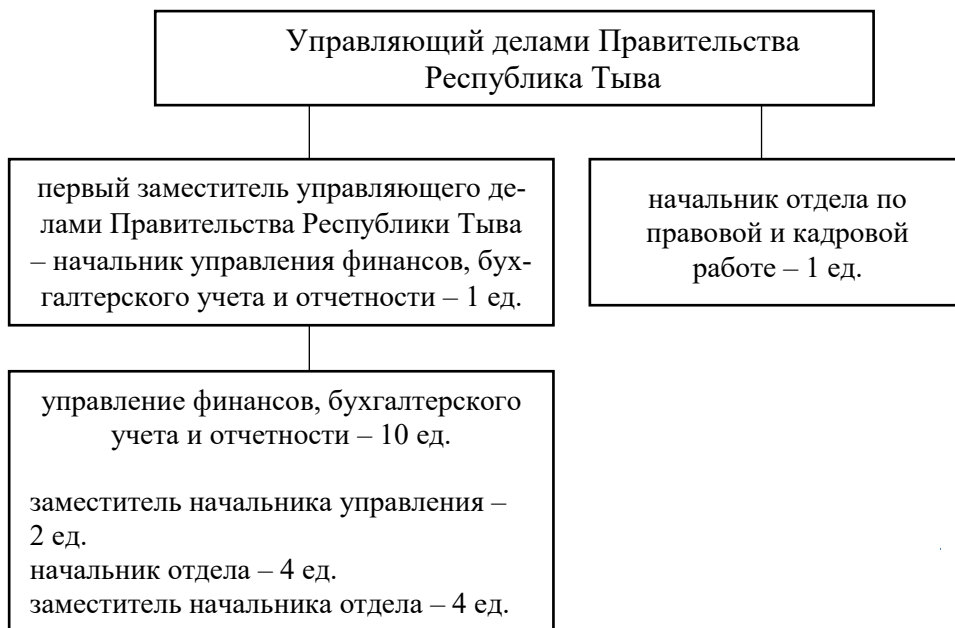 Управляющий делами Правительства
Республика Тыва
первый заместитель управляющего де-
лами Правительства Республики Тыва
– начальник управления финансов, бух-
галтерского учета и отчетности – 1 ед.
начальник отдела по
правовой и кадровой
работе – 1 ед.
управление финансов, бухгалтерского
учета и отчетности – 10 ед.
заместитель начальника управления –
2 ед.
начальник отдела – 4 ед.
заместитель начальника отдела – 4 ед.